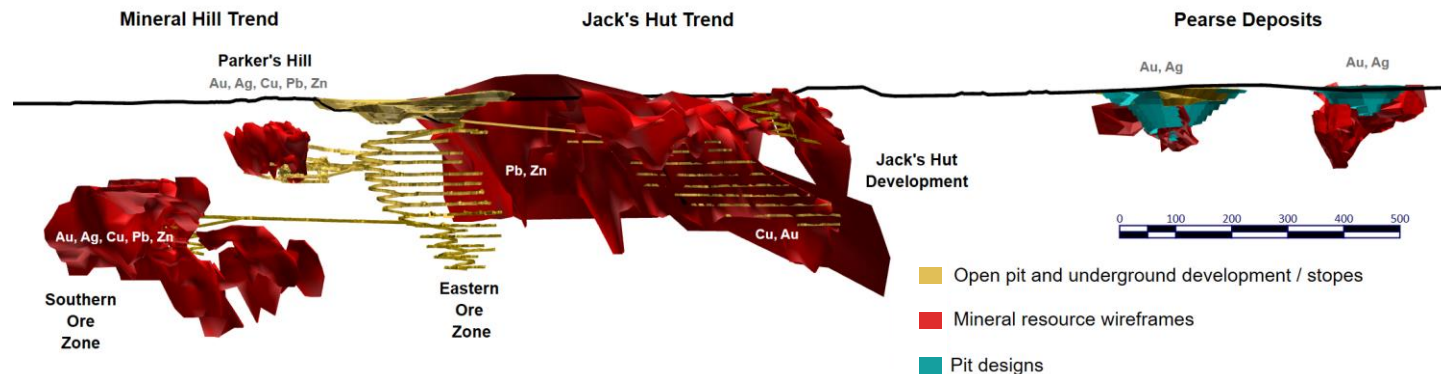 Mineral Hill Trend
Jack's Hut Trend
Pearse Deposits
Parker's Hill
Au, Ag, Cu, Pb, Zn
Au, Ag
Au, Ag
Pb, Zn
Jack's Hut
Development
Au, Ag, Cu, Pb, Zn
Cu, Au
0 100 200 300 400 500
Southern
Ore
Zone
Eastern
Ore
Zone
Open pit and underground development / stopes
Mineral resource wireframes
Pit designs